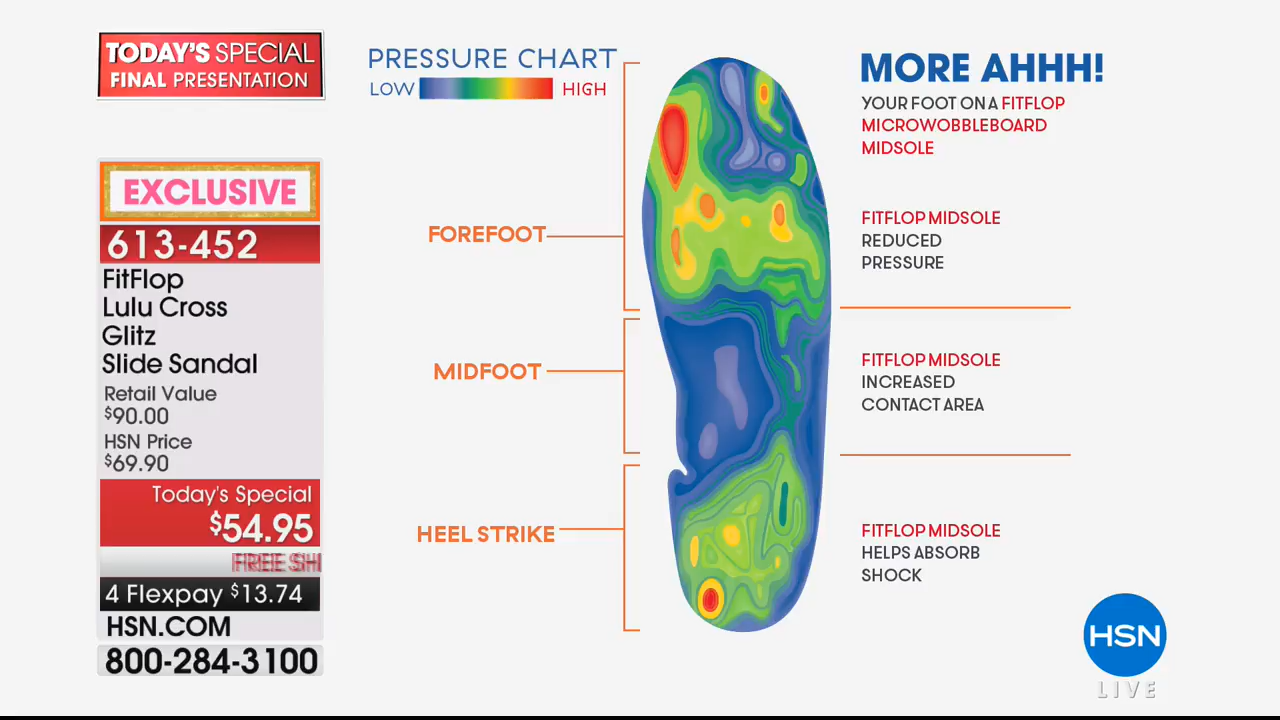 TODAY'S SPECIAL
FINAL PRESENTATION
EXCLUSIVE
613-452
FitFlop
Lulu Cross
Glitz
Slide Sandal
Retail Value
$90.00
HSN Price
$69.90
Today's Special
$54.95
FREE SH
4 Flexpay $13.74
HSN.COM
800-284-3100
PRESSURE CHART
LOW HIGH
FOREFOOT
MIDFOOT
HEEL STRIKE
MORE AHHH!
YOUR FOOT ON A FITFLOP
MICROWOBBLEBOARD
MIDSOLE
FITFLOP MIDSOLE
REDUCED
PRESSURE
FITFLOP MIDSOLE
INCREASED
CONTACT AREA
FITFLOP MIDSOLE
HELPS ABSORB
SHOCK
HSN
LIVE